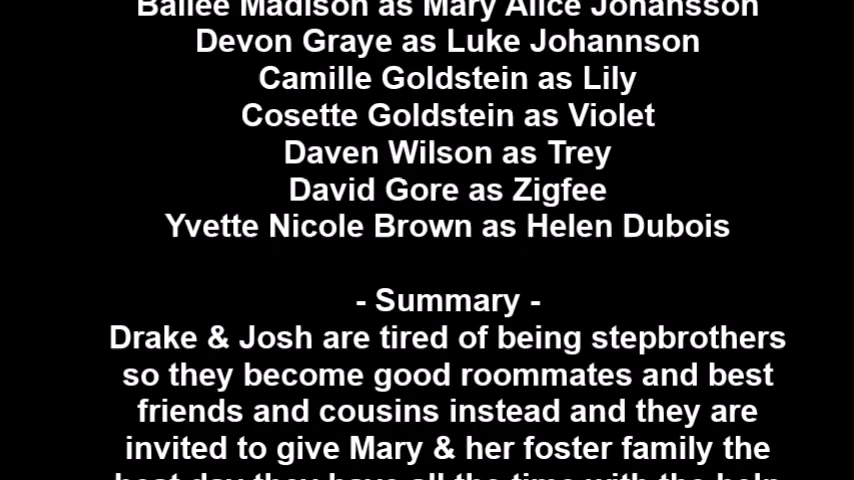 Bailee Madison as Mary Alice Johansson
Devon Graye as Luke Johannson
Camille Goldstein as Lily
Cosette Goldstein as Violet
Daven Wilson as Trey
David Gore as Zigfee
Yvette Nicole Brown as Helen Dubois
- Summary -
Drake & Josh are tired of being stepbrothers
so they become good roommates and best
friends and cousins instead and they are
invited to give Mary & her foster family the
best day they have all the time with the help